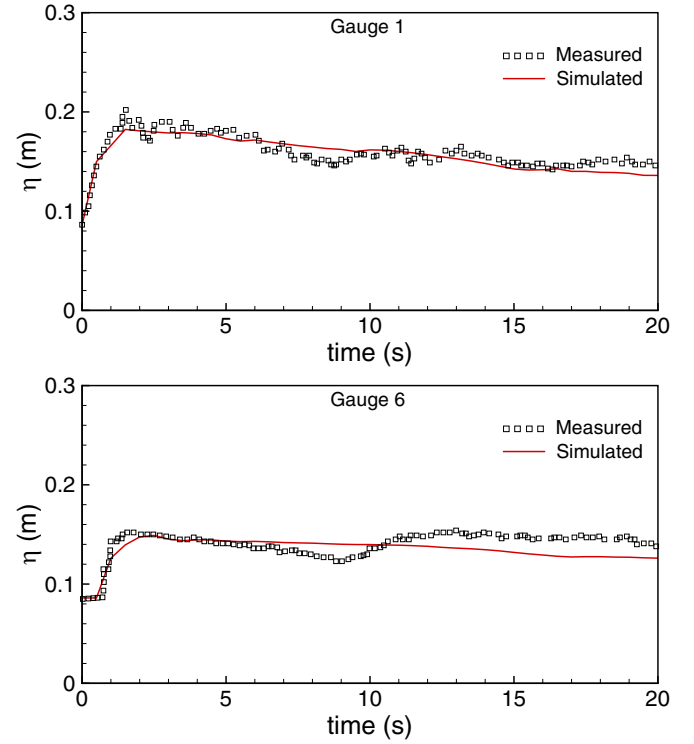 Gauge 1
Measured
Simulated
0.3
0.2
0.1
0
η (m)
0 5 10 15 20
time (s)
Gauge 6
Measured
Simulated
0.3
0.2
0.1
0
η (m)
0 5 10 15 20
time (s)